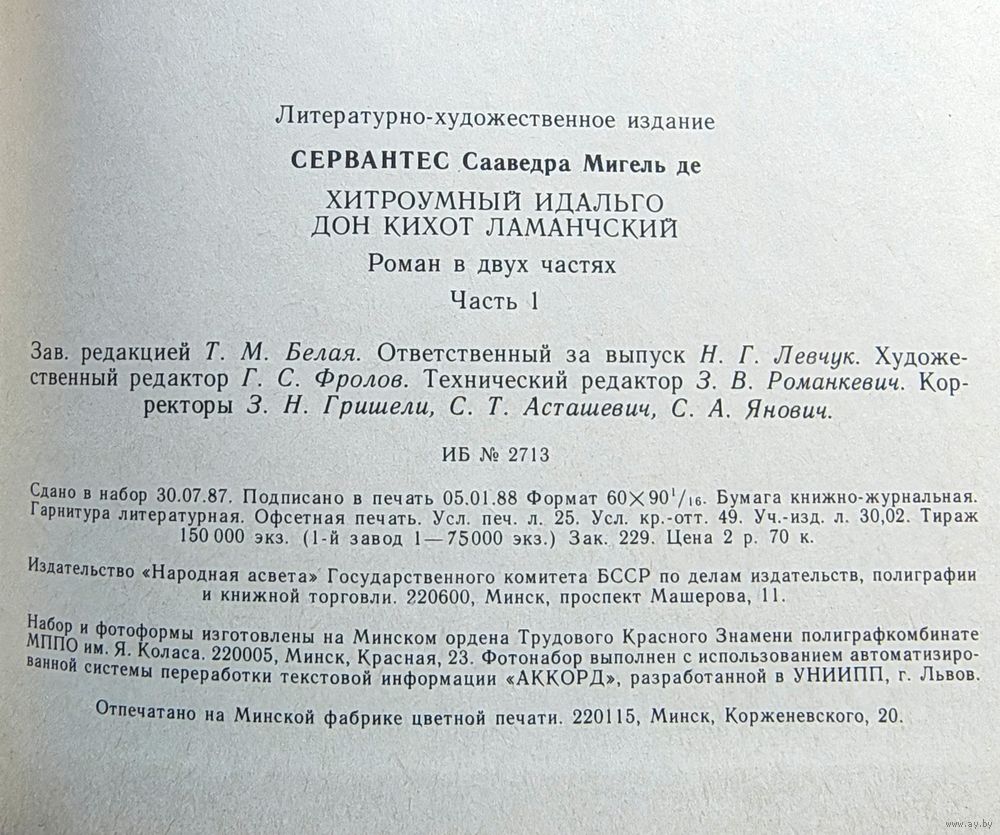 Литературно-художественное издание
СЕРВАНТЕС Сааведра Мигель де
ХИТРОУМНЫЙ ИДАЛЬГО
ДОН КИХОТ ЛАМАНЧСКИЙ
Роман в двух частях
Часть 1
Зав. редакцией Т. М. Белая. Ответственный за выпуск Н. Г. Левчук. Художе-
ственный редактор Г. С. Фролов. Технический редактор З. В. Романкевич. Кор-
ректоры З. Н. Гришели, С. Т. Асташевич, С. А. Янович.
ИБ № 2713
Сдано в набор 30.07.87. Подписано в печать 05.01.88 Формат 60×90¹/₁₆. Бумага книжно-журнальная.
Гарнитура литературная. Офсетная печать. Усл. печ. л. 25. Усл. кр.-отт. 49. Уч.-изд. л. 30,02. Тираж
150 000 экз. (1-й завод 1—75000 экз.) Зак. 229. Цена 2 р. 70 к.
Издательство «Народная асвета» Государственного комитета БССР по делам издательств, полиграфии
и книжной торговли. 220600, Минск, проспект Машерова, 11.
Набор и фотоформы изготовлены на Минском ордена Трудового Красного Знамени полиграфкомбинате
МППО им. Я. Коласа. 220005, Минск, Красная, 23. Фотонабор выполнен с использованием автоматизиро-
ванной системы переработки текстовой информации «АККОРД», разработанной в УНИИПП, г. Львов.
Отпечатано на Минской фабрике цветной печати. 220115, Минск, Корженевского, 20.
www.ay.by